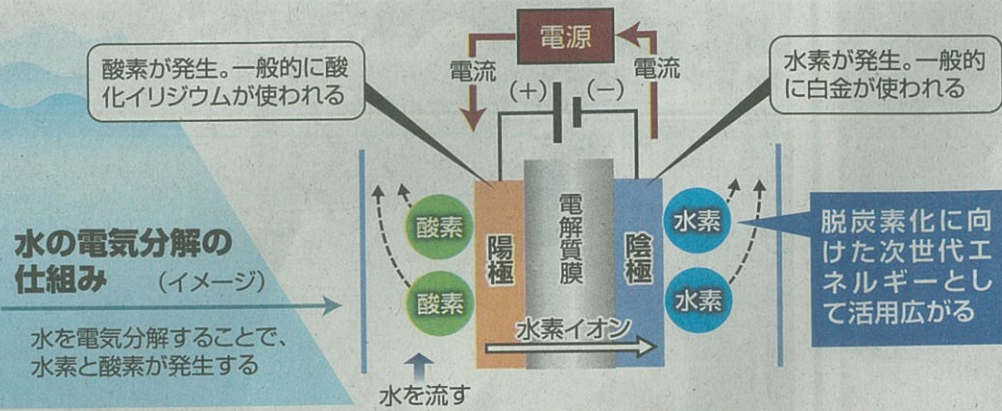 電源
電流
電流
(+)
(−)
酸素が発生。一般的に酸
化イリジウムが使われる
水素が発生。一般的
に白金が使われる
水の電気分解の
仕組み (イメージ)
水を電気分解することで、
水素と酸素が発生する
酸素
酸素
陽極
電解質膜
陰極
水素
水素
水素イオン
水を流す
脱炭素化に向
けた次世代エ
ネルギーとし
て活用広がる